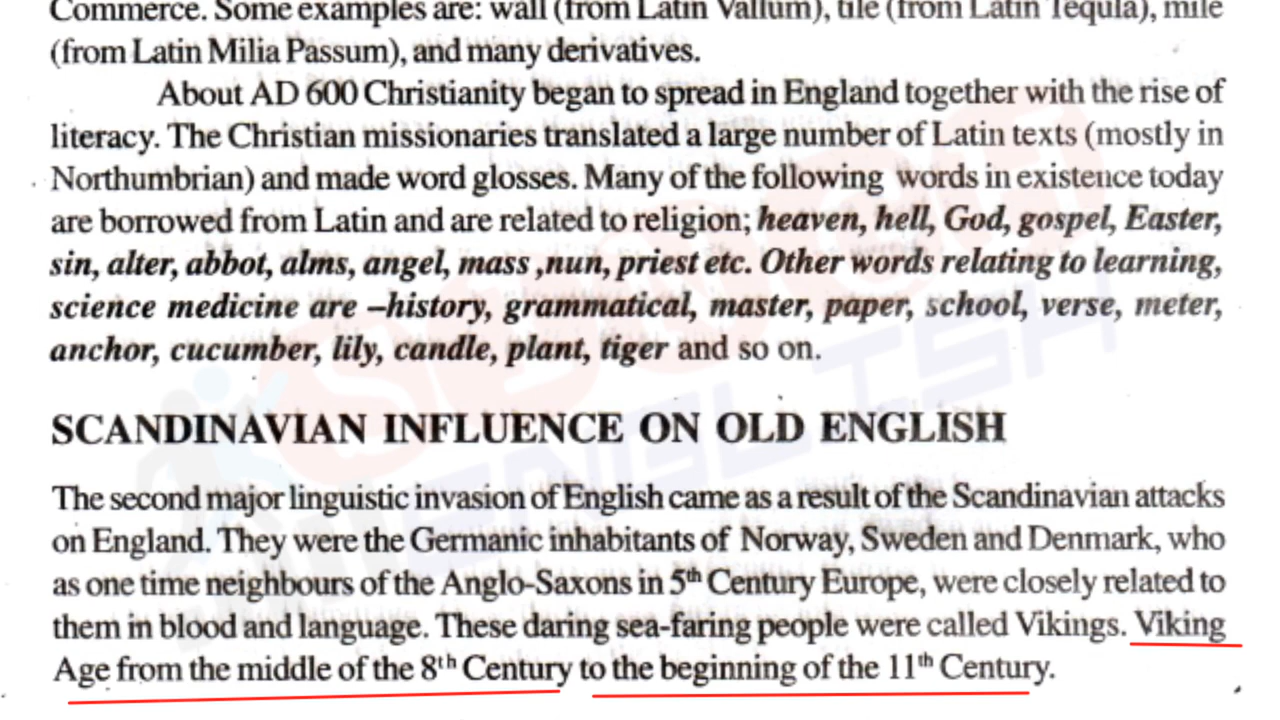 Commerce. Some examples are: wall (from Latin Vallum), tile (from Latin Tequla), mile
(from Latin Milia Passum), and many derivatives.
About AD 600 Christianity began to spread in England together with the rise of
literacy. The Christian missionaries translated a large number of Latin texts (mostly in
Northumbrian) and made word glosses. Many of the following words in existence today
are borrowed from Latin and are related to religion; heaven, hell, God, gospel, Easter,
sin, alter, abbot, alms, angel, mass ,nun, priest etc. Other words relating to learning,
science medicine are –history, grammatical, master, paper, school, verse, meter,
anchor, cucumber, lily, candle, plant, tiger and so on.
SCANDINAVIAN INFLUENCE ON OLD ENGLISH
The second major linguistic invasion of English came as a result of the Scandinavian attacks
on England. They were the Germanic inhabitants of Norway, Sweden and Denmark, who
as one time neighbours of the Anglo-Saxons in 5th Century Europe, were closely related to
them in blood and language. These daring sea-faring people were called Vikings. Viking
Age from the middle of the 8th Century to the beginning of the 11th Century.